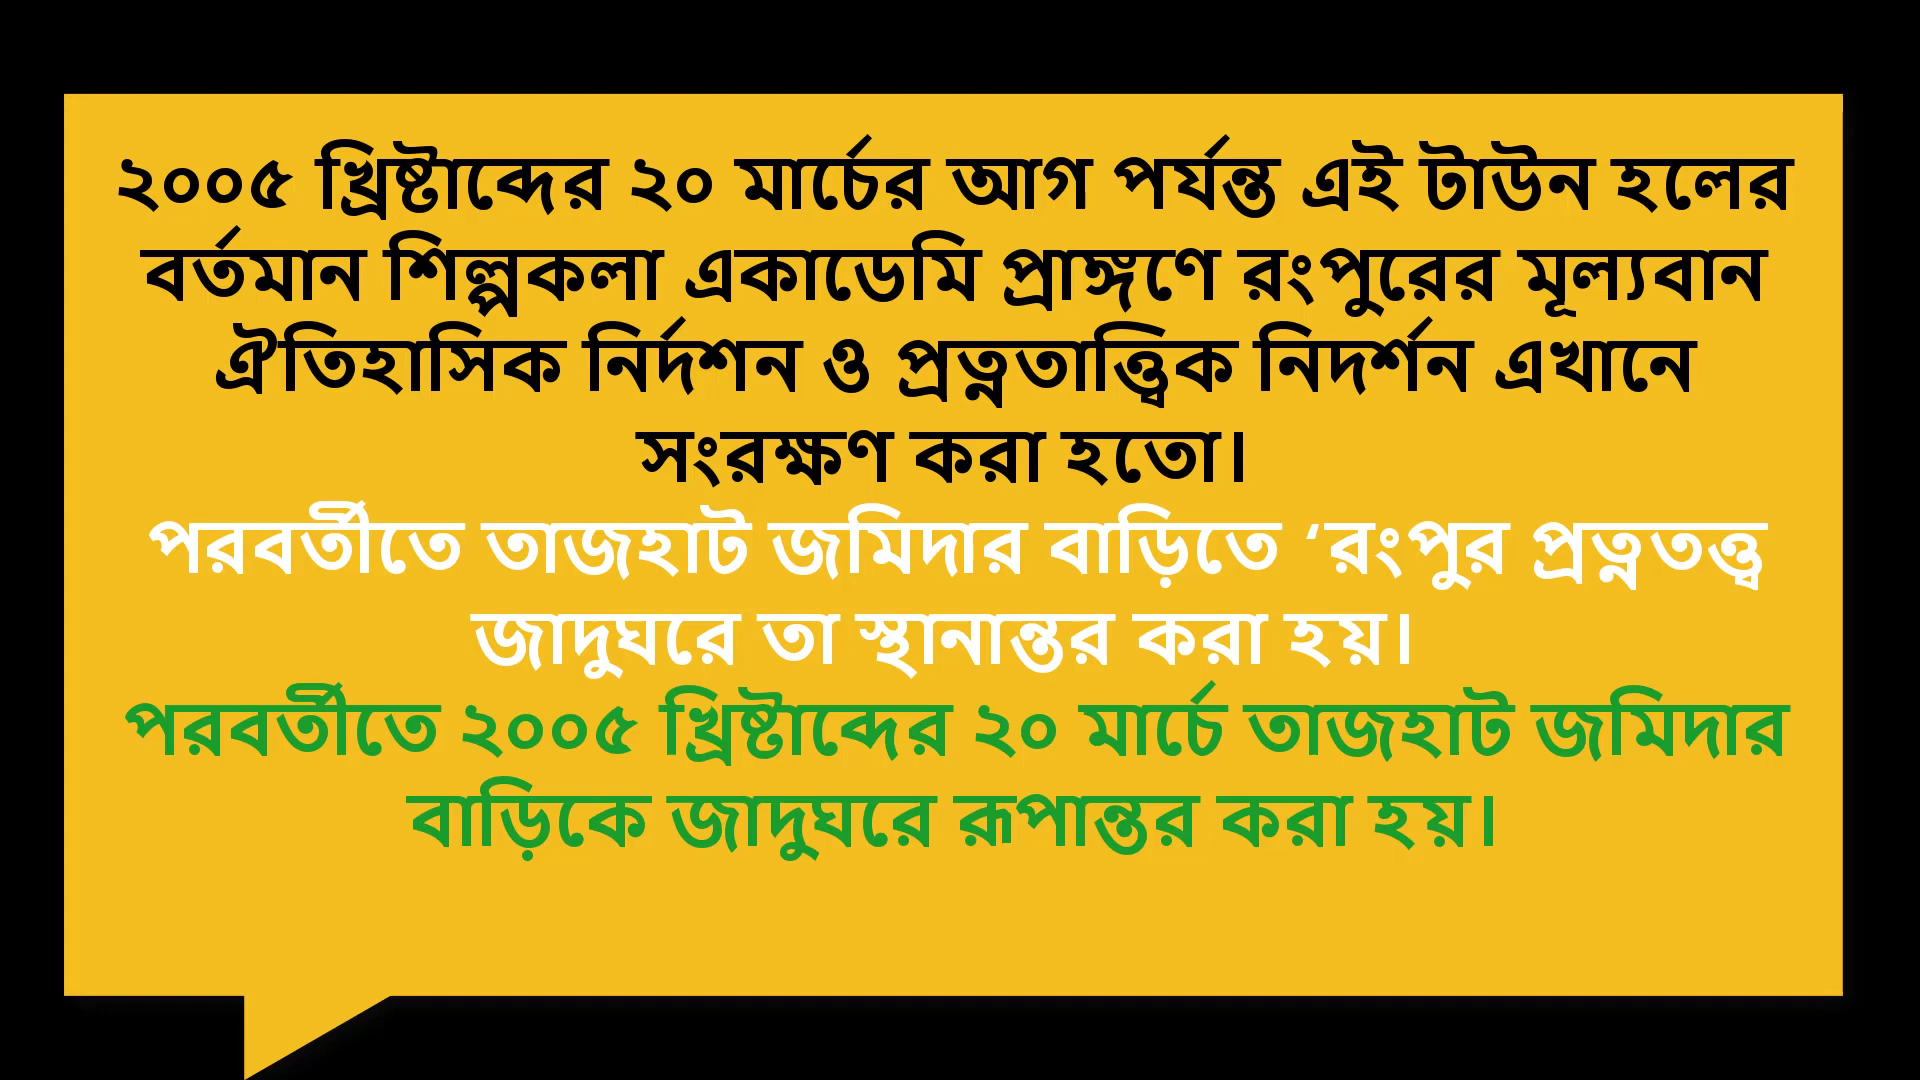 ২০০৫ খ্রিষ্টাব্দের ২০ মার্চের আগ পর্যন্ত এই টাউন হলের
বর্তমান শিল্পকলা একাডেমি প্রাঙ্গণে রংপুরের মূল্যবান
ঐতিহাসিক নির্দশন ও প্রত্নতাত্ত্বিক নিদর্শন এখানে
সংরক্ষণ করা হতো।
পরবর্তীতে তাজহাট জমিদার বাড়িতে ‘রংপুর প্রত্নতত্ত্ব
জাদুঘরে তা স্থানান্তর করা হয়।
পরবর্তীতে ২০০৫ খ্রিষ্টাব্দের ২০ মার্চে তাজহাট জমিদার
বাড়িকে জাদুঘরে রূপান্তর করা হয়।